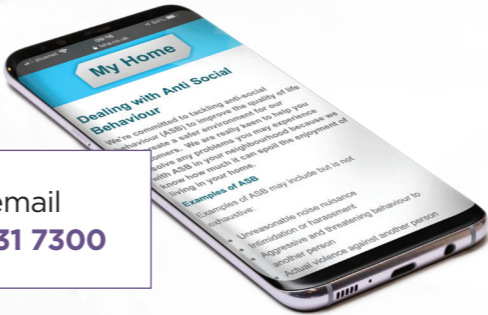 09:16
My Home
Dealing with Anti Social
Behaviour
We're committed to tackling anti-social
behaviour (ASB) to improve the quality of life
create a safer environment for our
omers. We are really keen to help you
solve any problems you may experience
with ASB in your neighbourhood because we
know how much it can spoil the enjoyment of
living in your home.
Examples of ASB
Examples of ASB may include but is not
exhaustive:
Unreasonable noise nuisance
Intimidation or harassment
Aggressive and threatening behaviour to
another person
Actual violence against another person
email
31 7300